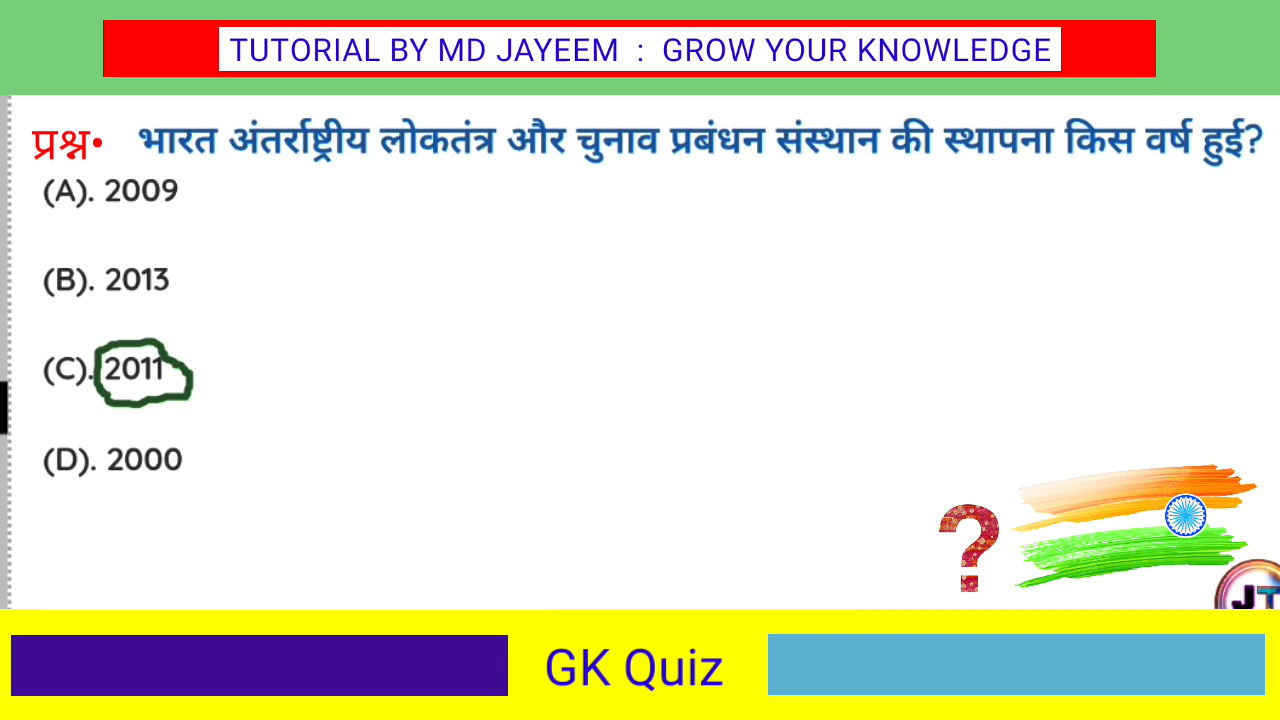 TUTORIAL BY MD JAYEEM : GROW YOUR KNOWLEDGE
प्रश्न• भारत अंतर्राष्ट्रीय लोकतंत्र और चुनाव प्रबंधन संस्थान की स्थापना किस वर्ष हुई?
(A). 2009
(B). 2013
(C). 2011
(D). 2000
?
JT
GK Quiz